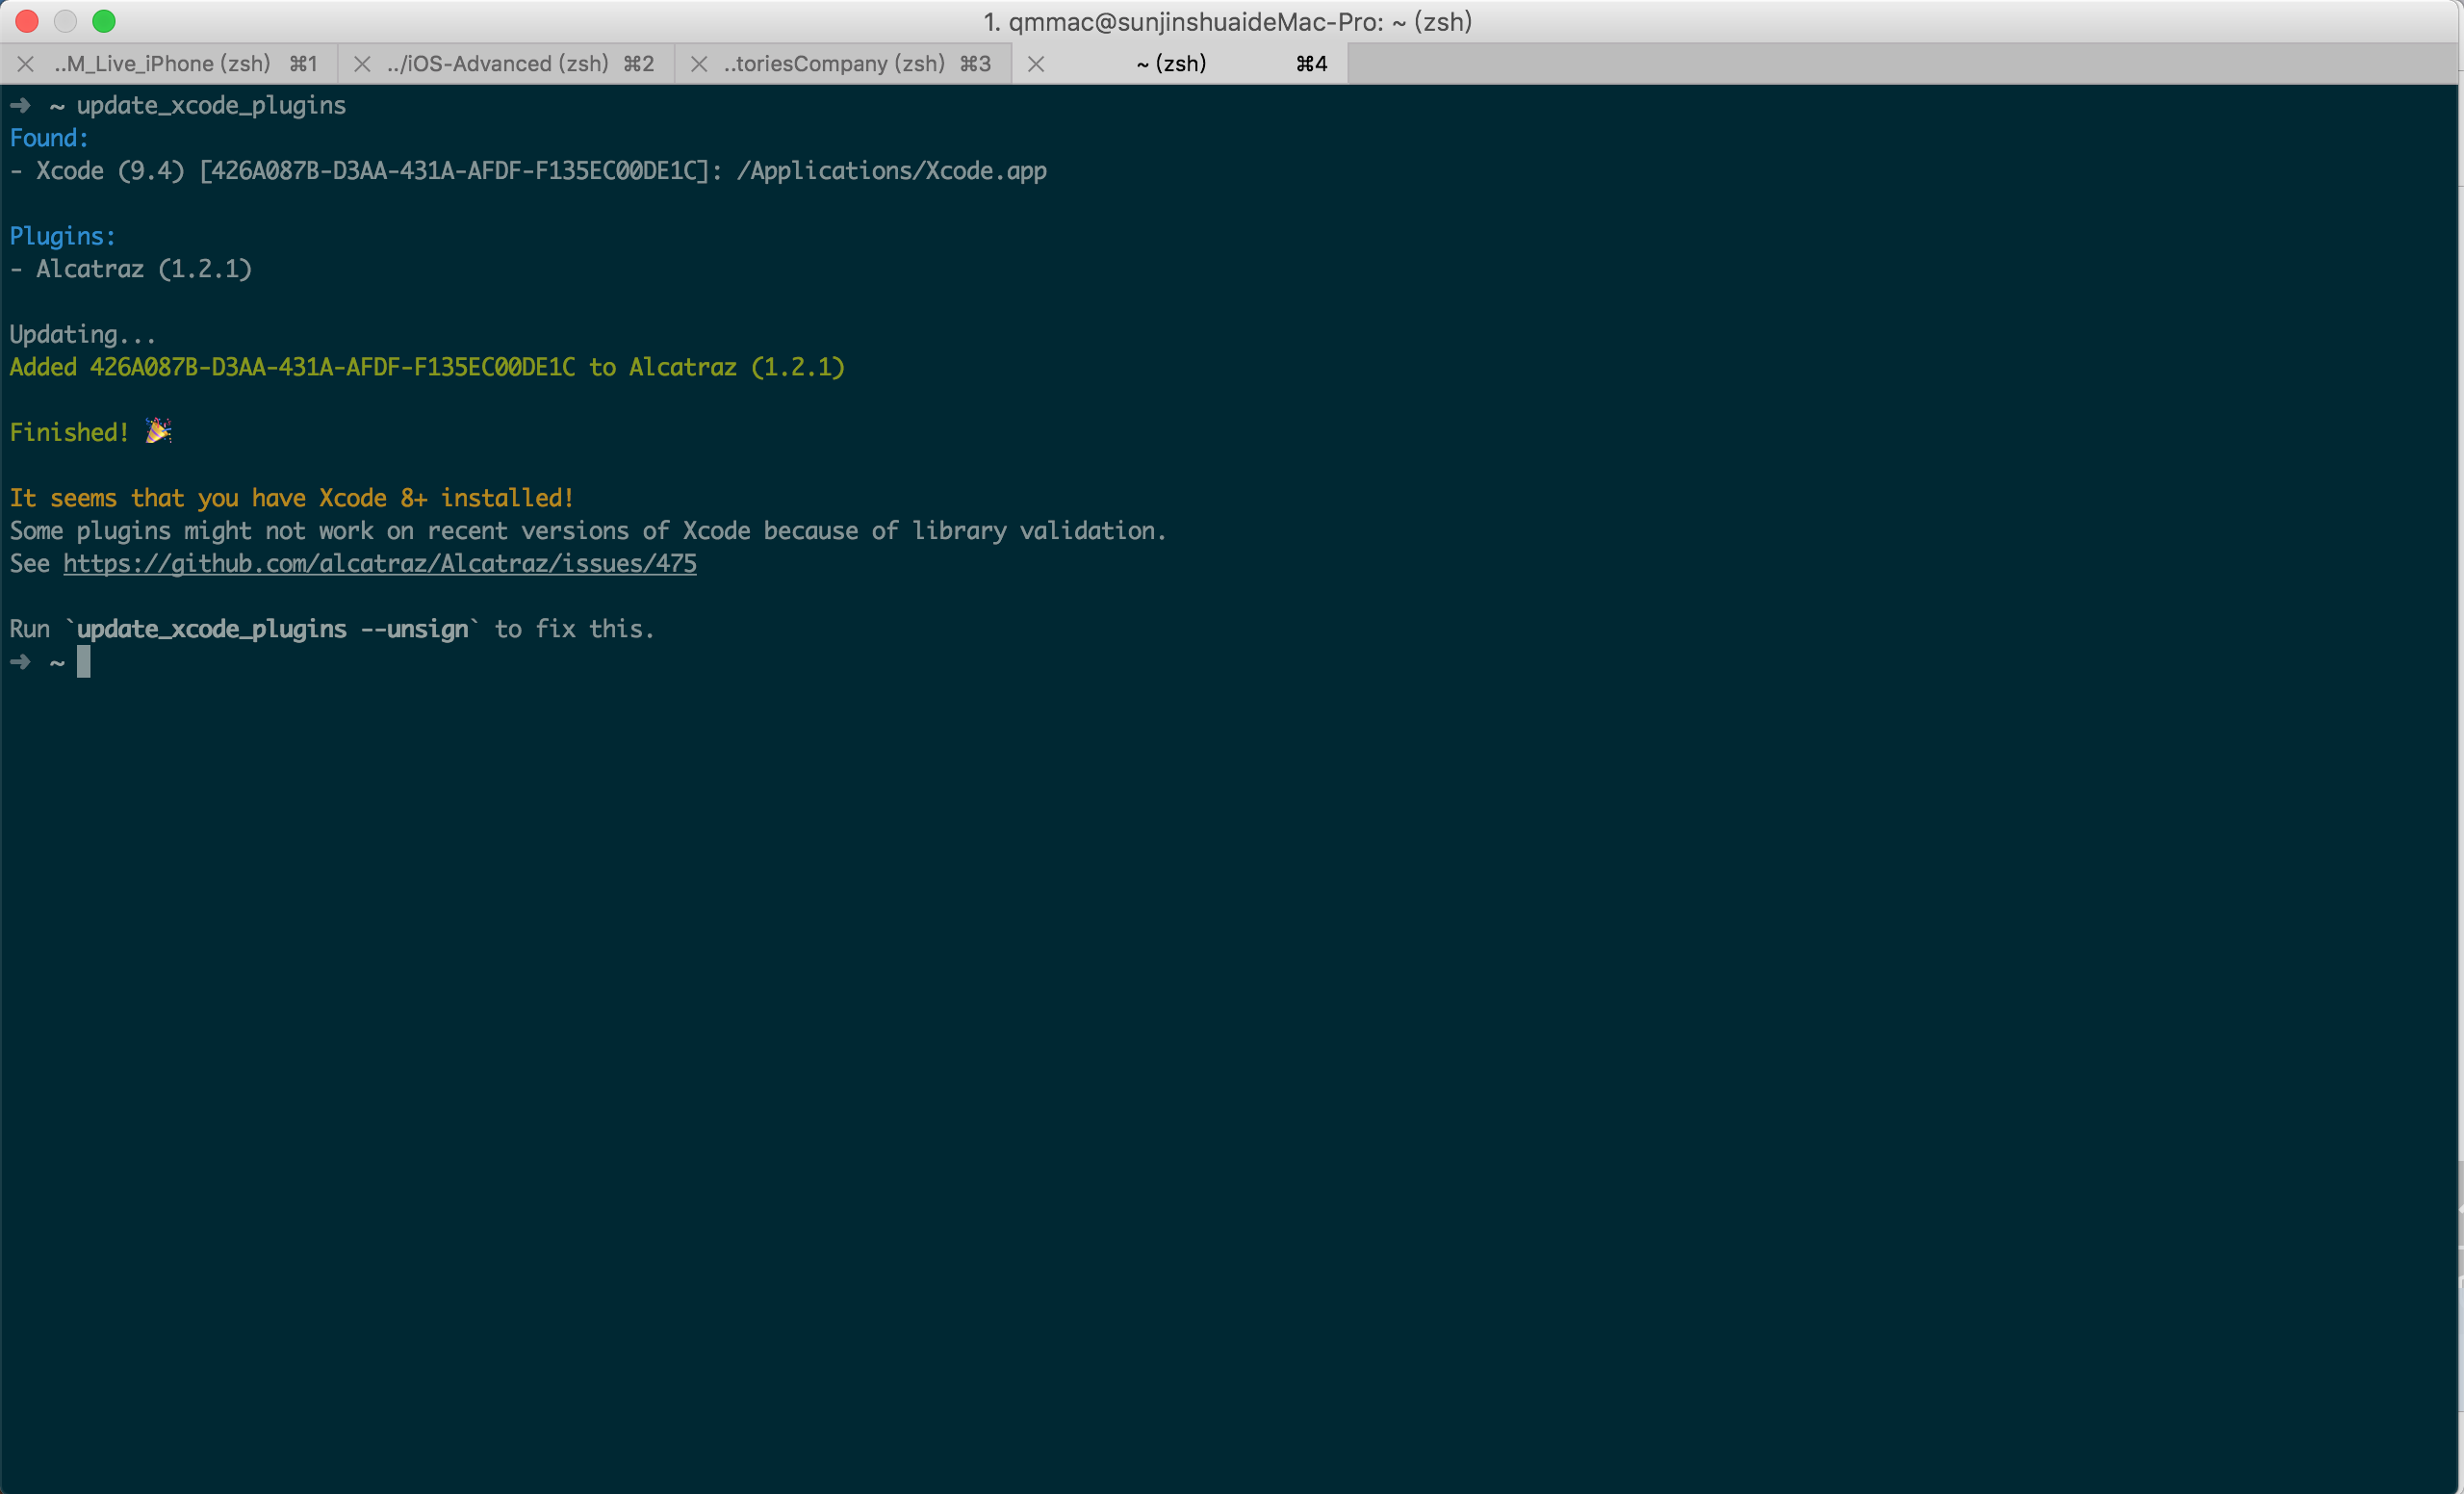 1. qmmac@sunjinshuaideMac-Pro: ~ (zsh)
..M_Live_iPhone (zsh) ⌘1 ../iOS-Advanced (zsh) ⌘2 ..toriesCompany (zsh) ⌘3 ~ (zsh) ⌘4
➜ ~ update_xcode_plugins
Found:
- Xcode (9.4) [426A087B-D3AA-431A-AFDF-F135EC00DE1C]: /Applications/Xcode.app
Plugins:
- Alcatraz (1.2.1)
Updating...
Added 426A087B-D3AA-431A-AFDF-F135EC00DE1C to Alcatraz (1.2.1)
Finished! 🎉
It seems that you have Xcode 8+ installed!
Some plugins might not work on recent versions of Xcode because of library validation.
See https://github.com/alcatraz/Alcatraz/issues/475
Run `update_xcode_plugins --unsign` to fix this.
➜ ~